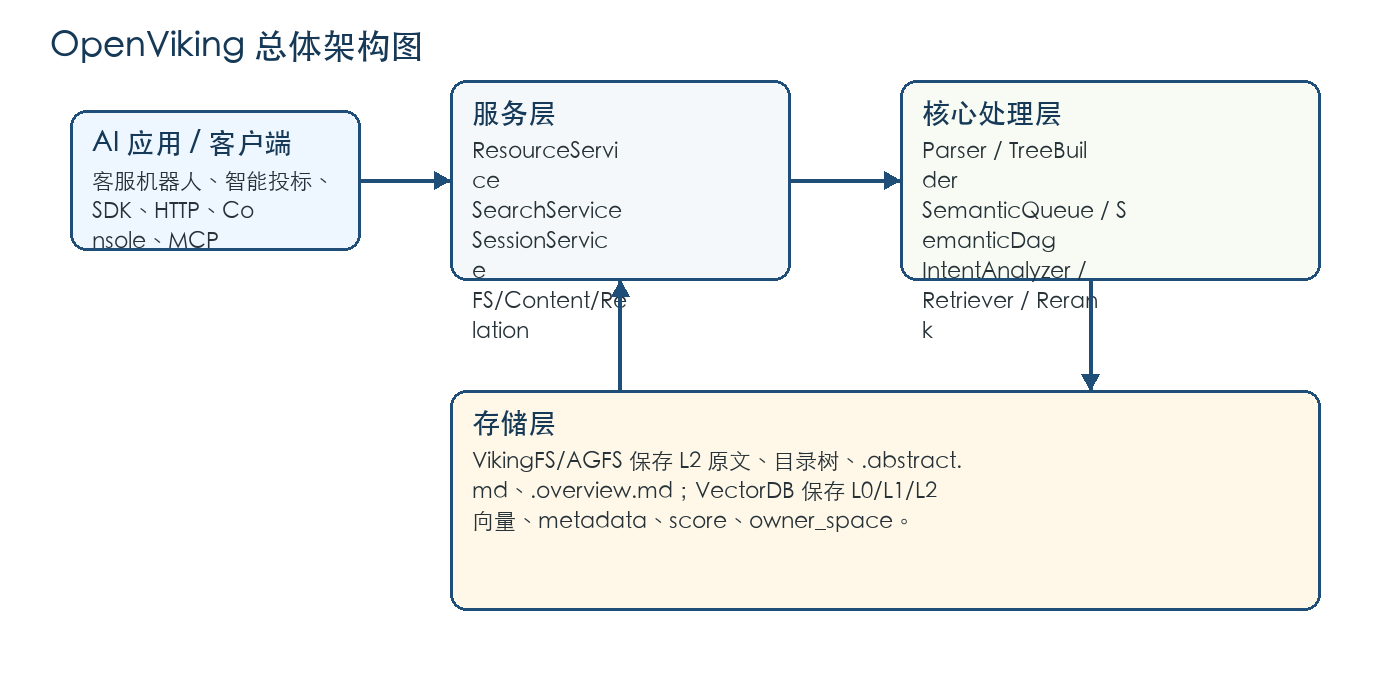 OpenViking 总体架构图
AI 应用 / 客户端
客服机器人、智能投标、
SDK、HTTP、Co
nsole、MCP
服务层
ResourceServi
ce
SearchService
SessionServic
e
FS/Content/Re
lation
核心处理层
Parser / TreeBuil
der
SemanticQueue / S
emanticDag
IntentAnalyzer /
Retriever / Reran
k
存储层
VikingFS/AGFS 保存 L2 原文、目录树、.abstract.
md、.overview.md；VectorDB 保存 L0/L1/L2
向量、metadata、score、owner_space。